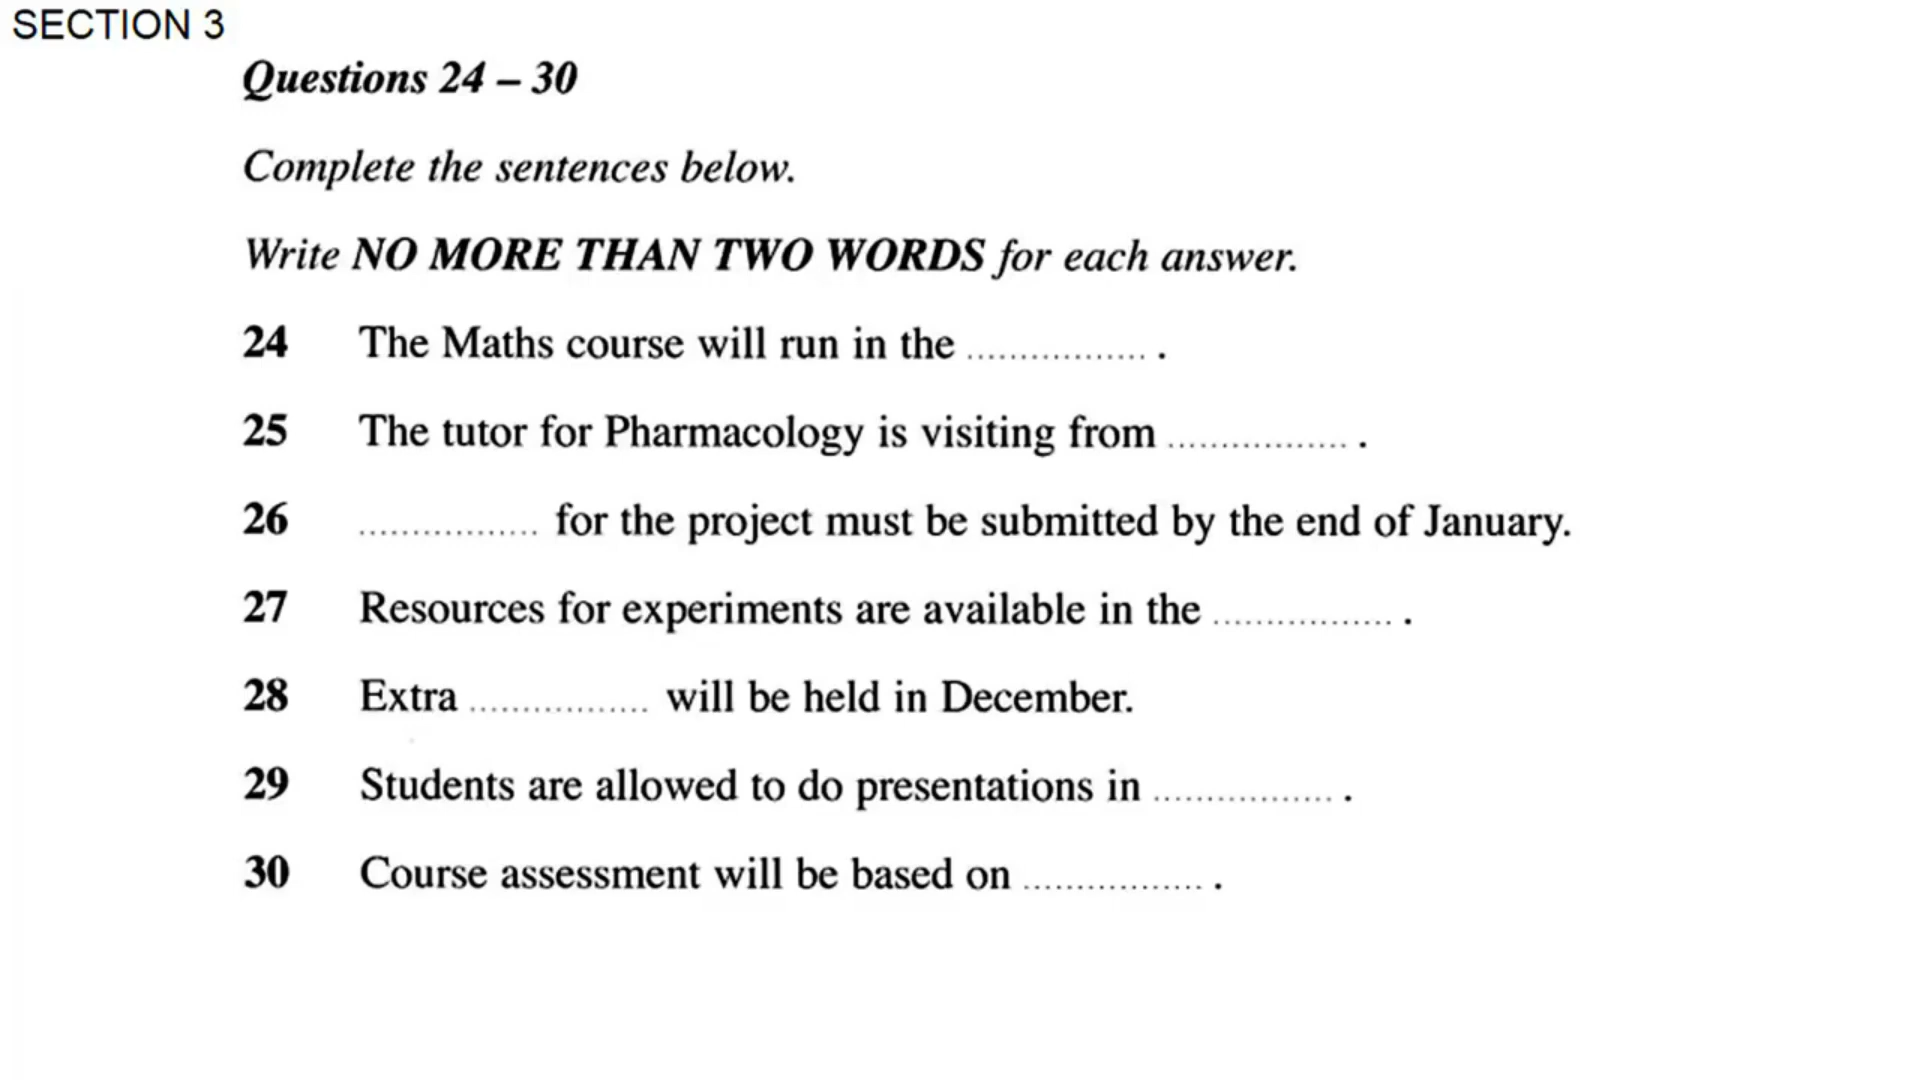 SECTION 3
Questions 24 – 30
Complete the sentences below.
Write NO MORE THAN TWO WORDS for each answer.
24 The Maths course will run in the ................. .
25 The tutor for Pharmacology is visiting from ................. .
26 ................. for the project must be submitted by the end of January.
27 Resources for experiments are available in the ................. .
28 Extra ................. will be held in December.
29 Students are allowed to do presentations in ................. .
30 Course assessment will be based on ................. .